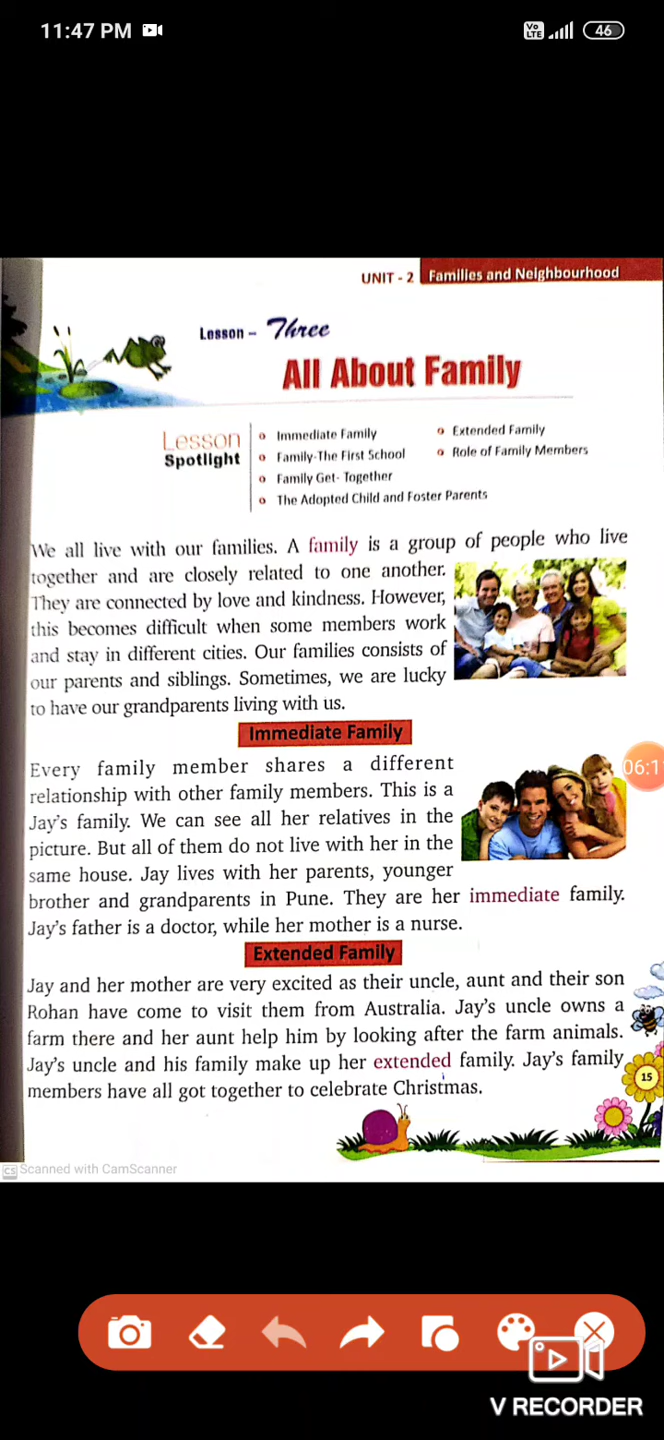 11:47 PM
Vo LTE 46
UNIT - 2 Families and Neighbourhood
Lesson - Three
All About Family
Lesson Spotlight
Immediate Family
Family-The First School
Family Get- Together
The Adopted Child and Foster Parents
Extended Family
Role of Family Members
We all live with our families. A family is a group of people who live
together and are closely related to one another.
They are connected by love and kindness. However,
this becomes difficult when some members work
and stay in different cities. Our families consists of
our parents and siblings. Sometimes, we are lucky
to have our grandparents living with us.
Immediate Family
Every family member shares a different
relationship with other family members. This is a
Jay's family. We can see all her relatives in the
picture. But all of them do not live with her in the
same house. Jay lives with her parents, younger
brother and grandparents in Pune. They are her immediate family.
Jay's father is a doctor, while her mother is a nurse.
06:1
Extended Family
Jay and her mother are very excited as their uncle, aunt and their son
Rohan have come to visit them from Australia. Jay's uncle owns a
farm there and her aunt help him by looking after the farm animals.
Jay's uncle and his family make up her extended family. Jay's family
members have all got together to celebrate Christmas.
15
CS Scanned with CamScanner
V RECORDER